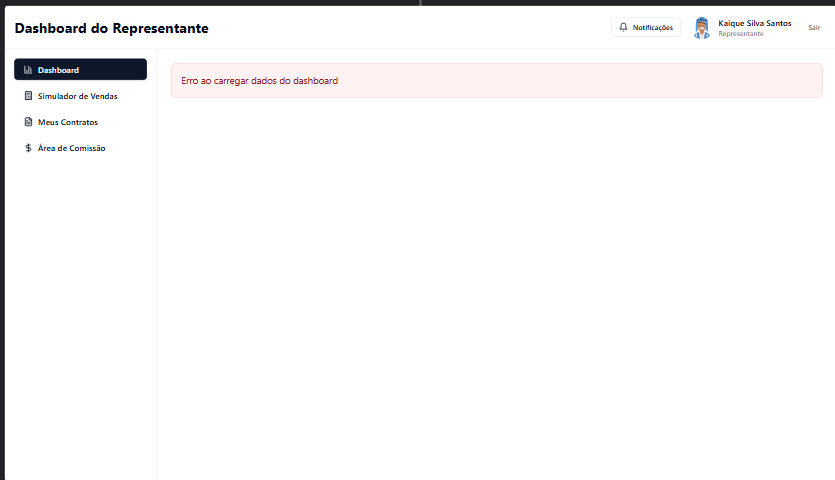 Dashboard do Representante
Notificações
Kaique Silva Santos
Representante
Sair
Dashboard
Simulador de Vendas
Meus Contratos
Área de Comissão
Erro ao carregar dados do dashboard